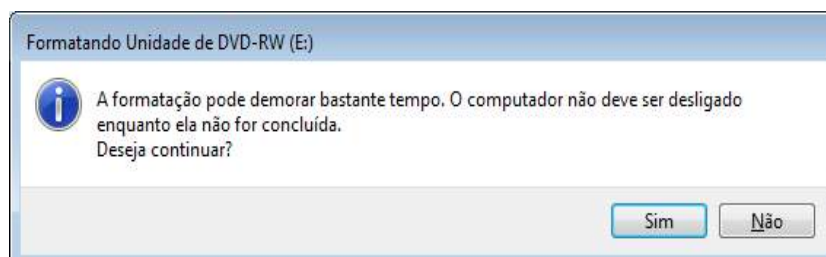 Formatando Unidade de DVD-RW (E:)
A formatação pode demorar bastante tempo. O computador não deve ser desligado
enquanto ela não for concluída.
Deseja continuar?
Sim
Não